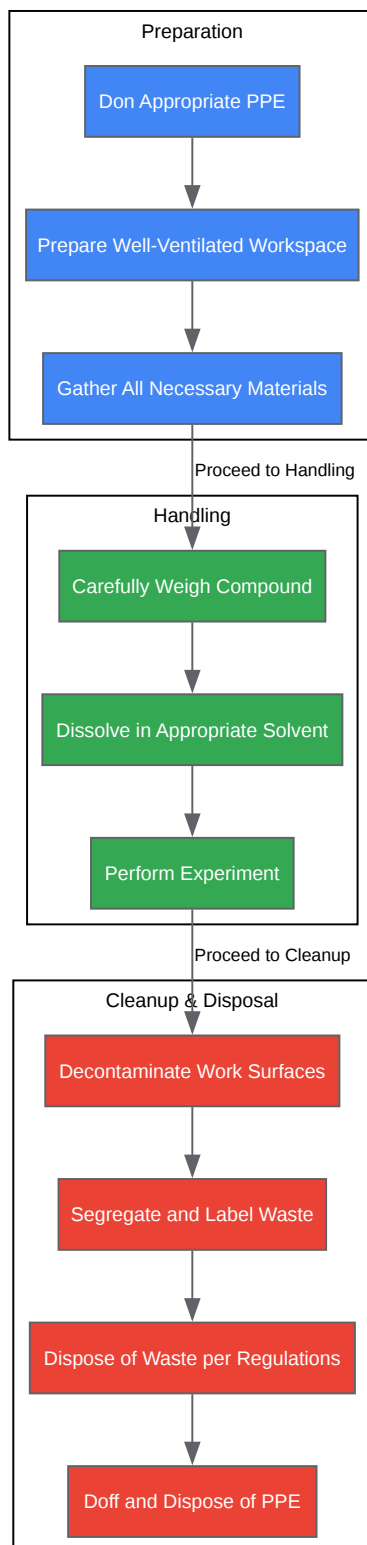 Preparation
Don Appropriate PPE
Prepare Well-Ventilated Workspace
Gather All Necessary Materials
Proceed to Handling
Handling
Carefully Weigh Compound
Dissolve in Appropriate Solvent
Perform Experiment
Proceed to Cleanup
Cleanup & Disposal
Decontaminate Work Surfaces
Segregate and Label Waste
Dispose of Waste per Regulations
Doff and Dispose of PPE